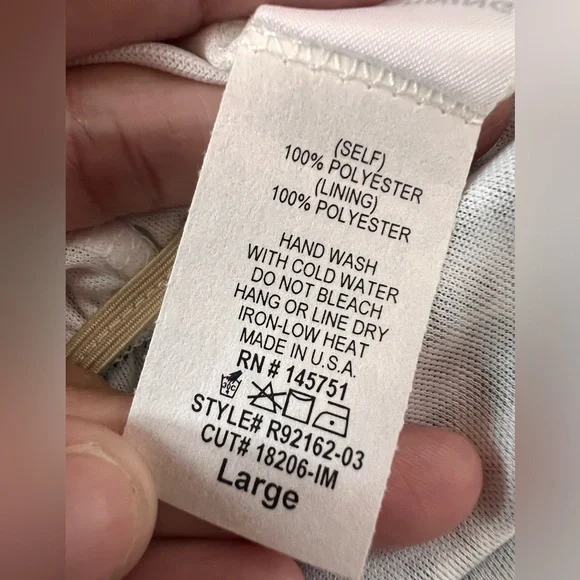 (SELF)
100% POLYESTER
(LINING)
100% POLYESTER
HAND WASH
WITH COLD WATER
DO NOT BLEACH
HANG OR LINE DRY
IRON-LOW HEAT
MADE IN U.S.A.
RN # 145751
STYLE# R92162-03
CUT# 18206-IM
Large